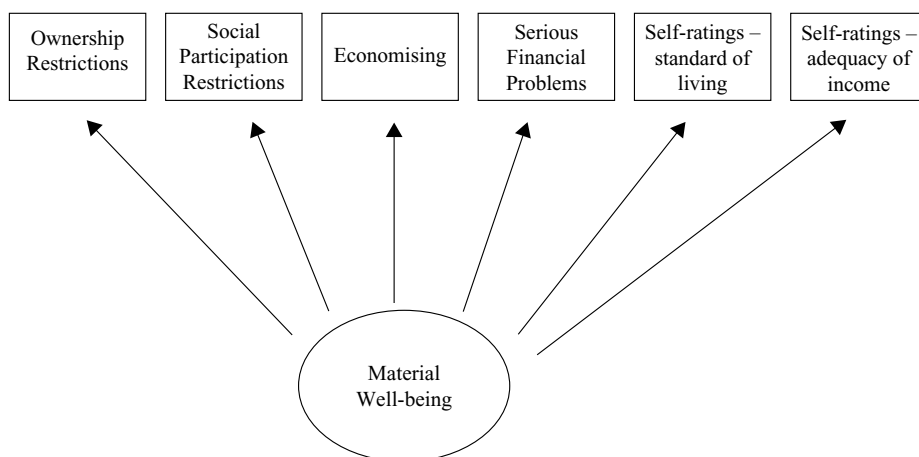 Ownership
Restrictions
Social
Participation
Restrictions
Economising
Serious
Financial
Problems
Self-ratings –
standard of
living
Self-ratings –
adequacy of
income
Material
Well-being